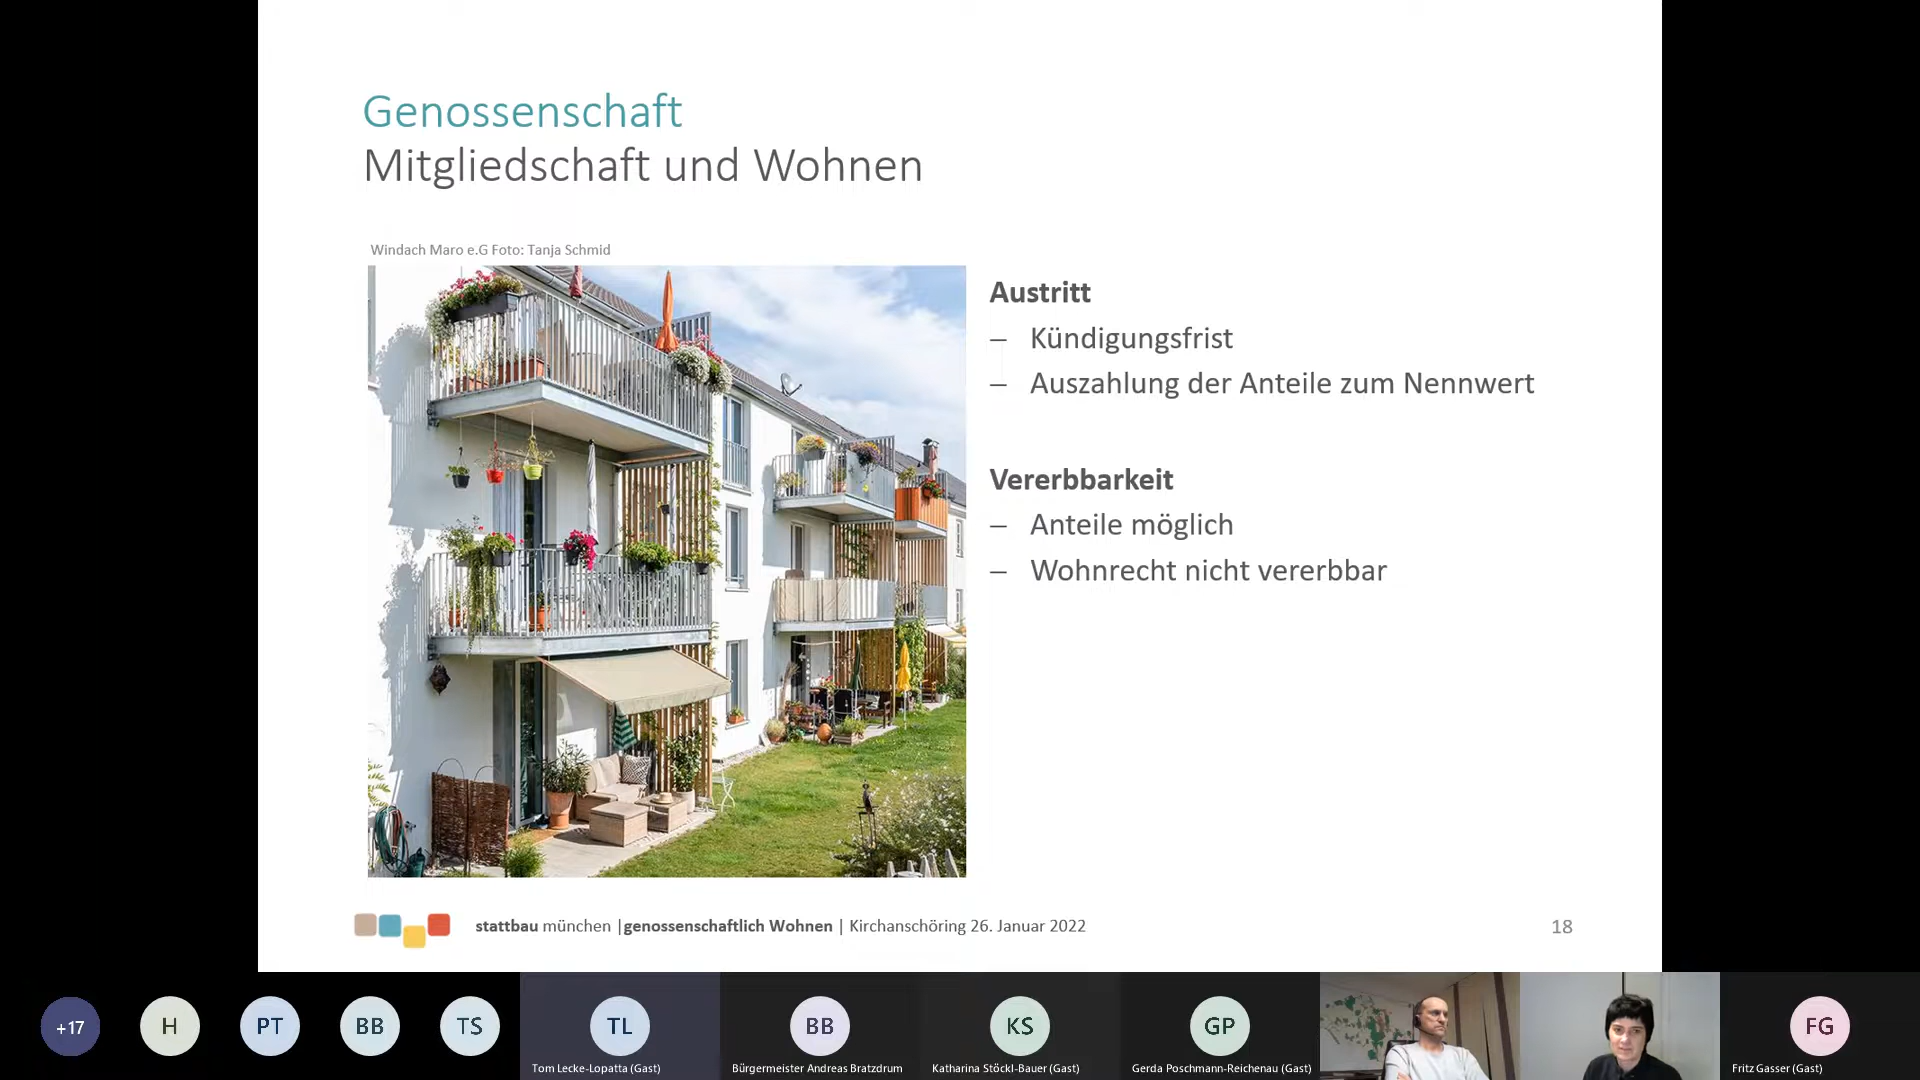 Genossenschaft
Mitgliedschaft und Wohnen
Windach Maro e.G Foto: Tanja Schmid
Austritt
– Kündigungsfrist
– Auszahlung der Anteile zum Nennwert
Vererbbarkeit
– Anteile möglich
– Wohnrecht nicht vererbbar
stattbau münchen |genossenschaftlich Wohnen | Kirchanschöring 26. Januar 2022
18
+17
H
PT
BB
TS
TL
BB
KS
GP
FG
Tom Lecke-Lopatta (Gast)
Bürgermeister Andreas Bratzdrum
Katharina Stöckl-Bauer (Gast)
Gerda Poschmann-Reichenau (Gast)
Fritz Gasser (Gast)